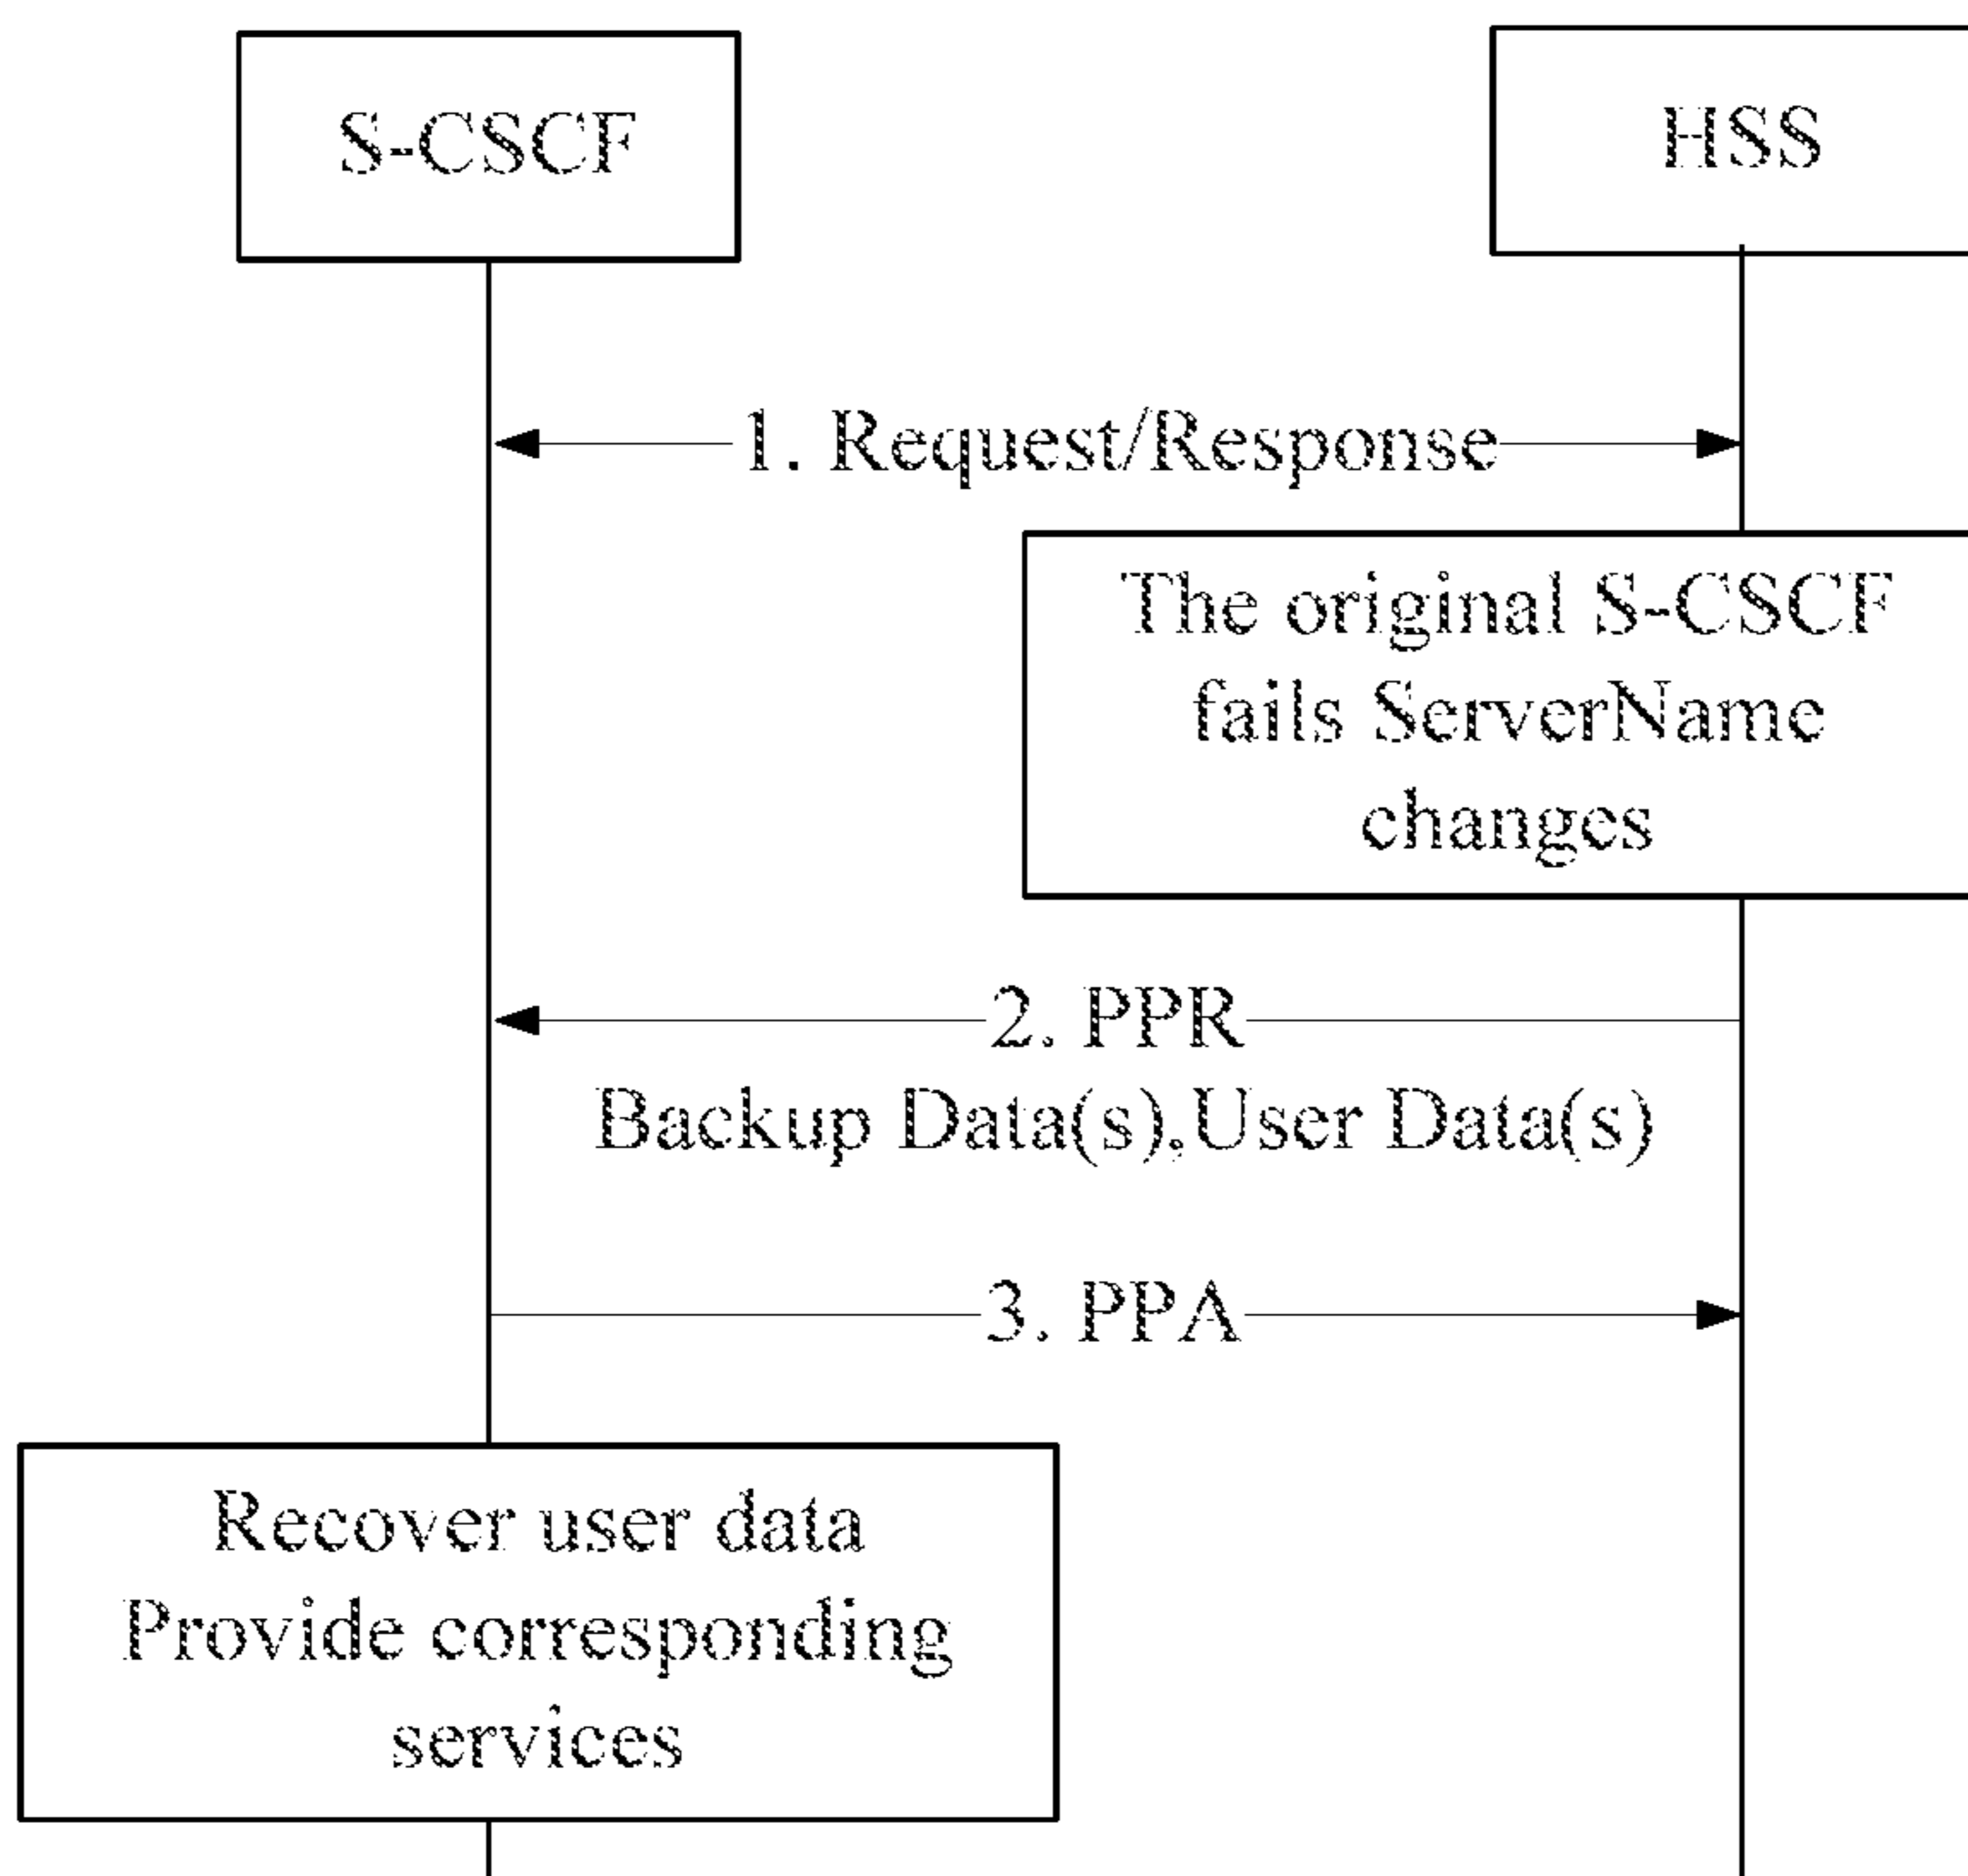 S-CSCF
HSS
1. Request/Response
The original S-CSCF
fails ServerName
changes
2. PPR
Backup Data(s),User Data(s)
3. PPA
Recover user data
Provide corresponding
services